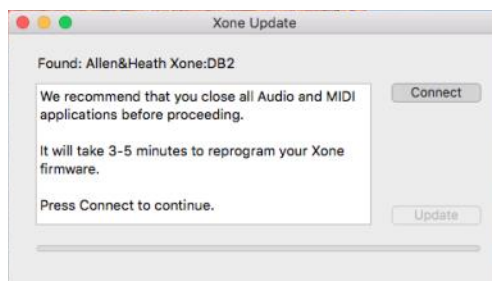 Xone Update
Found: Allen&Heath Xone:DB2
We recommend that you close all Audio and MIDI
applications before proceeding.
Connect
It will take 3-5 minutes to reprogram your Xone
firmware.
Press Connect to continue.
Update